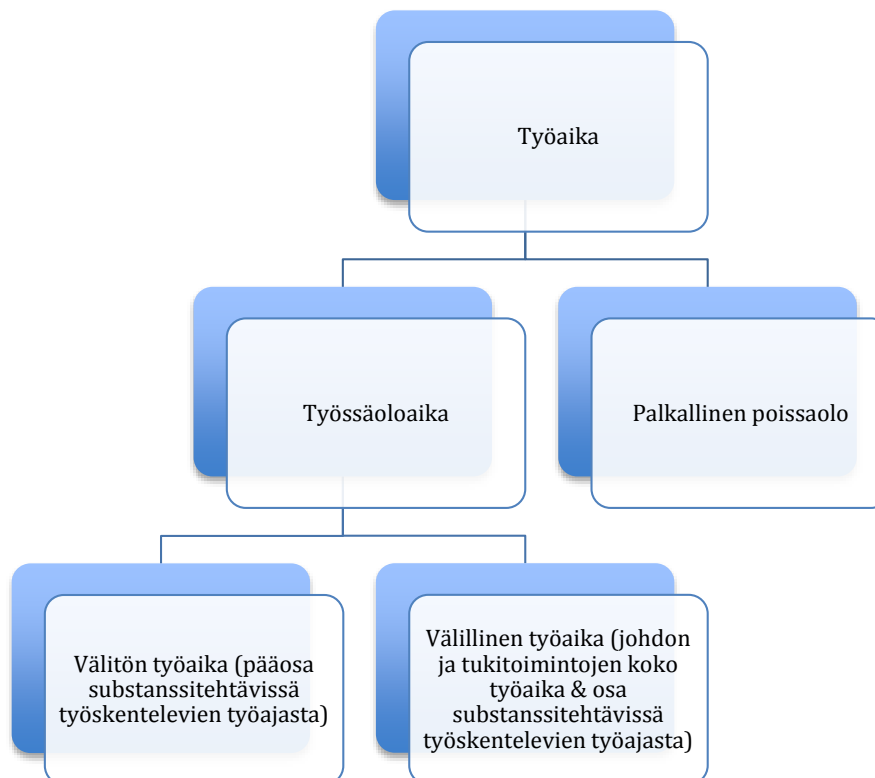 Työaika
Työssäoloaika
Palkallinen poissaolo
Välitön työaika (pääosa
substanssitehtävissä
työskentelevien työajasta)
Välillinen työaika (johdon
ja tukitoimintojen koko
työaika & osa
substanssitehtävissä
työskentelevien työajasta)